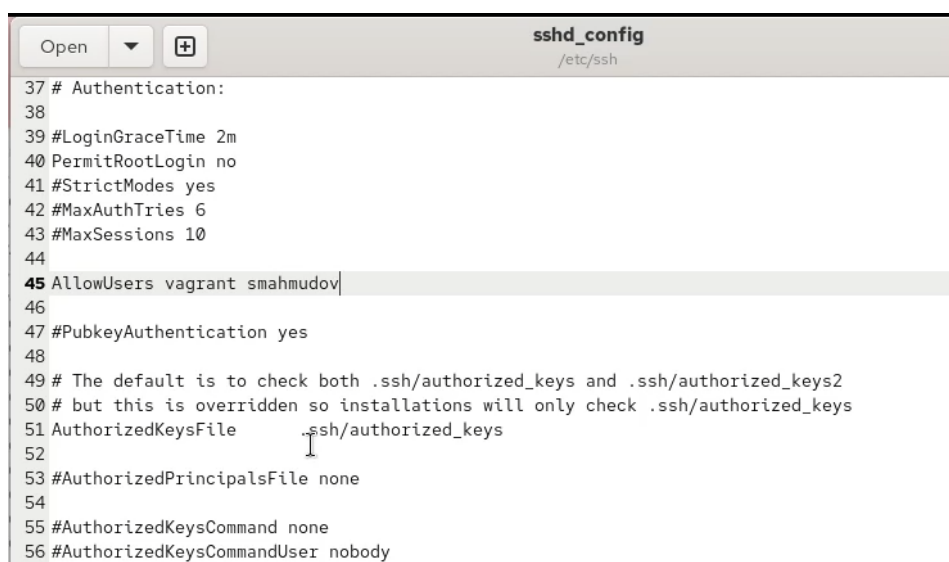 Open
sshd_config
/etc/ssh
37 # Authentication:
38
39 #LoginGraceTime 2m
40 PermitRootLogin no
41 #StrictModes yes
42 #MaxAuthTries 6
43 #MaxSessions 10
44
45 AllowUsers vagrant smahmudov
46
47 #PubkeyAuthentication yes
48
49 # The default is to check both .ssh/authorized_keys and .ssh/authorized_keys2
50 # but this is overridden so installations will only check .ssh/authorized_keys
51 AuthorizedKeysFile      .ssh/authorized_keys
52
53 #AuthorizedPrincipalsFile none
54
55 #AuthorizedKeysCommand none
56 #AuthorizedKeysCommandUser nobody